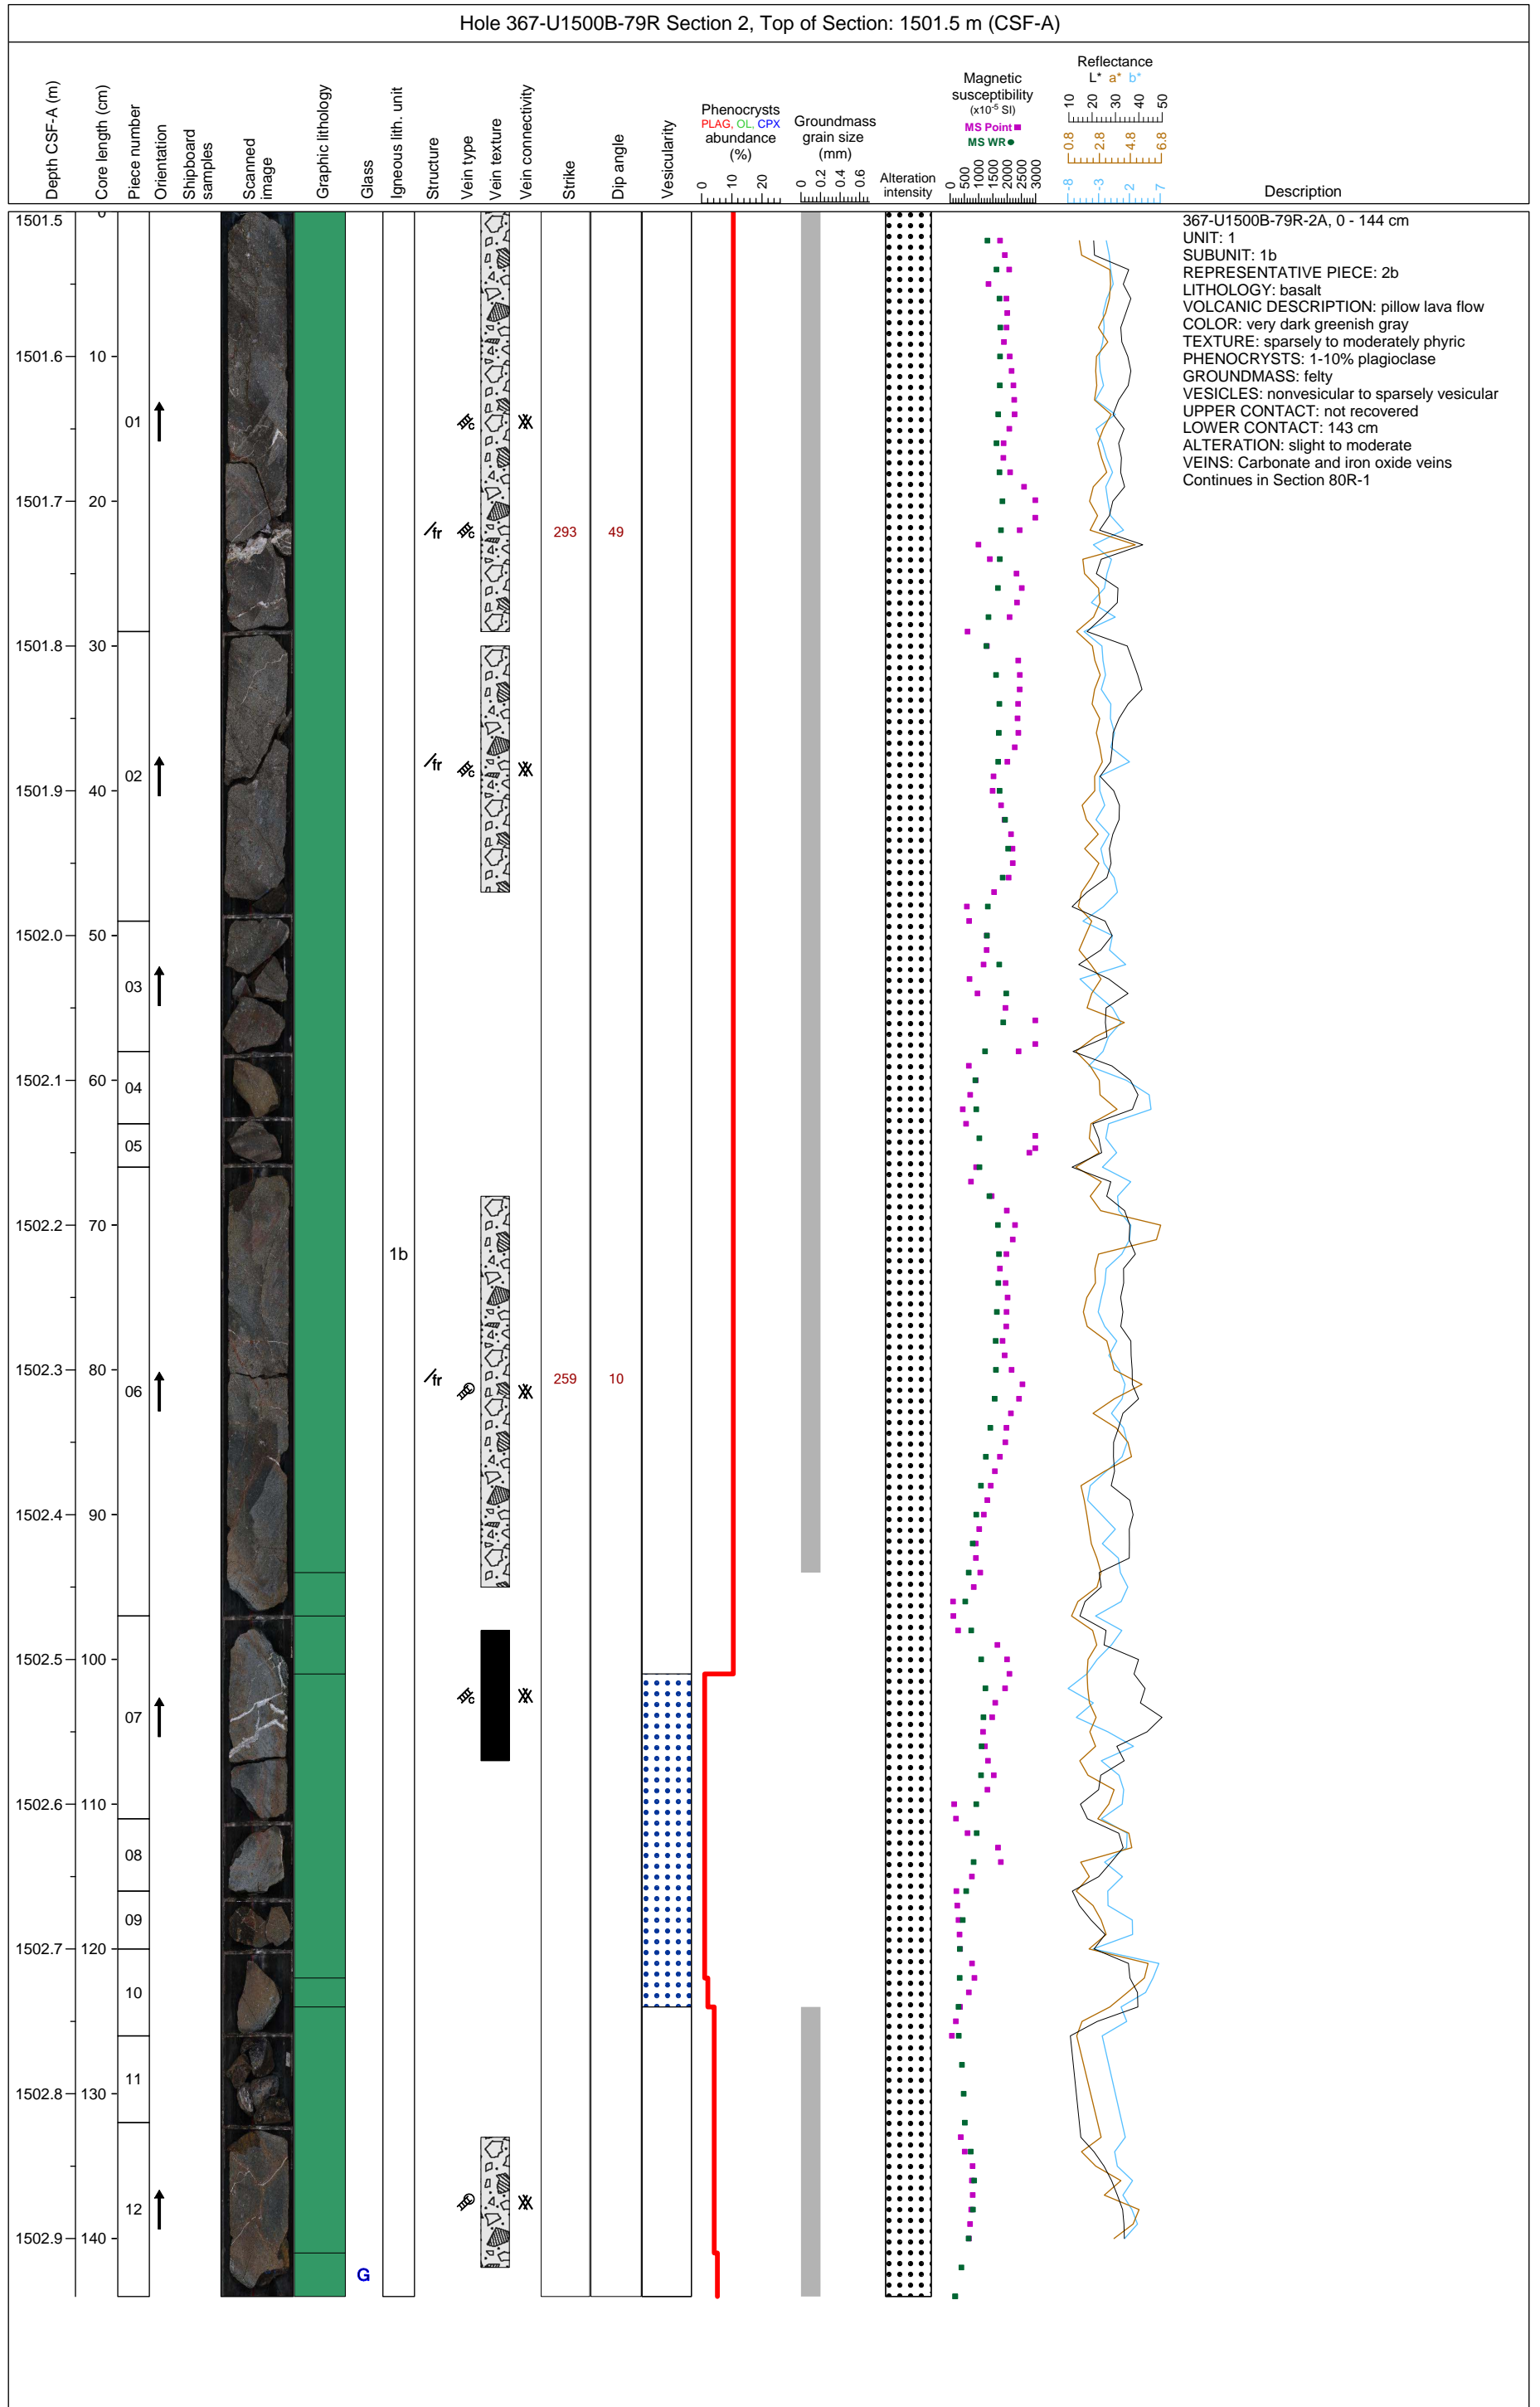 Hole 367-U1500B-79R Section 2, Top of Section: 1501.5 m (CSF-A)
Depth CSF-A (m)
Core length (cm)
Piece number
Orientation
Shipboard
samples
Scanned
image
Graphic lithology
Glass
Igneous lith. unit
Structure
Vein type
Vein texture
Vein connectivity
Strike
Dip angle
Vesicularity
Phenocrysts
PLAG, OL, CPX
abundance
(%)
0 10 20
Groundmass
grain size
(mm)
0 0.2 0.4 0.6
Alteration
intensity
Magnetic
susceptibility
(x10-5 SI)
MS Point
MS WR
0 500 1000 1500 2000 2500 3000
Reflectance
L* a* b*
10 20 30 40 50
0.8 2.8 4.8 6.8
-8 -3 2 7
Description
367-U1500B-79R-2A, 0 - 144 cm
UNIT: 1
SUBUNIT: 1b
REPRESENTATIVE PIECE: 2b
LITHOLOGY: basalt
VOLCANIC DESCRIPTION: pillow lava flow
COLOR: very dark greenish gray
TEXTURE: sparsely to moderately phyric
PHENOCRYSTS: 1-10% plagioclase
GROUNDMASS: felty
VESICLES: nonvesicular to sparsely vesicular
UPPER CONTACT: not recovered
LOWER CONTACT: 143 cm
ALTERATION: slight to moderate
VEINS: Carbonate and iron oxide veins
Continues in Section 80R-1
1501.5 0
1501.6 10
01
c
1501.7 20
fr c 293 49
1501.8 30
fr c
02
1501.9 40
1502.0 50
03
1502.1 60
04
05
1502.2 70
1b
1502.3 80
fr 259 10
06
1502.4 90
1502.5 100
c
07
1502.6 110
08
09
1502.7 120
10
11
1502.8 130
12
1502.9 140
G